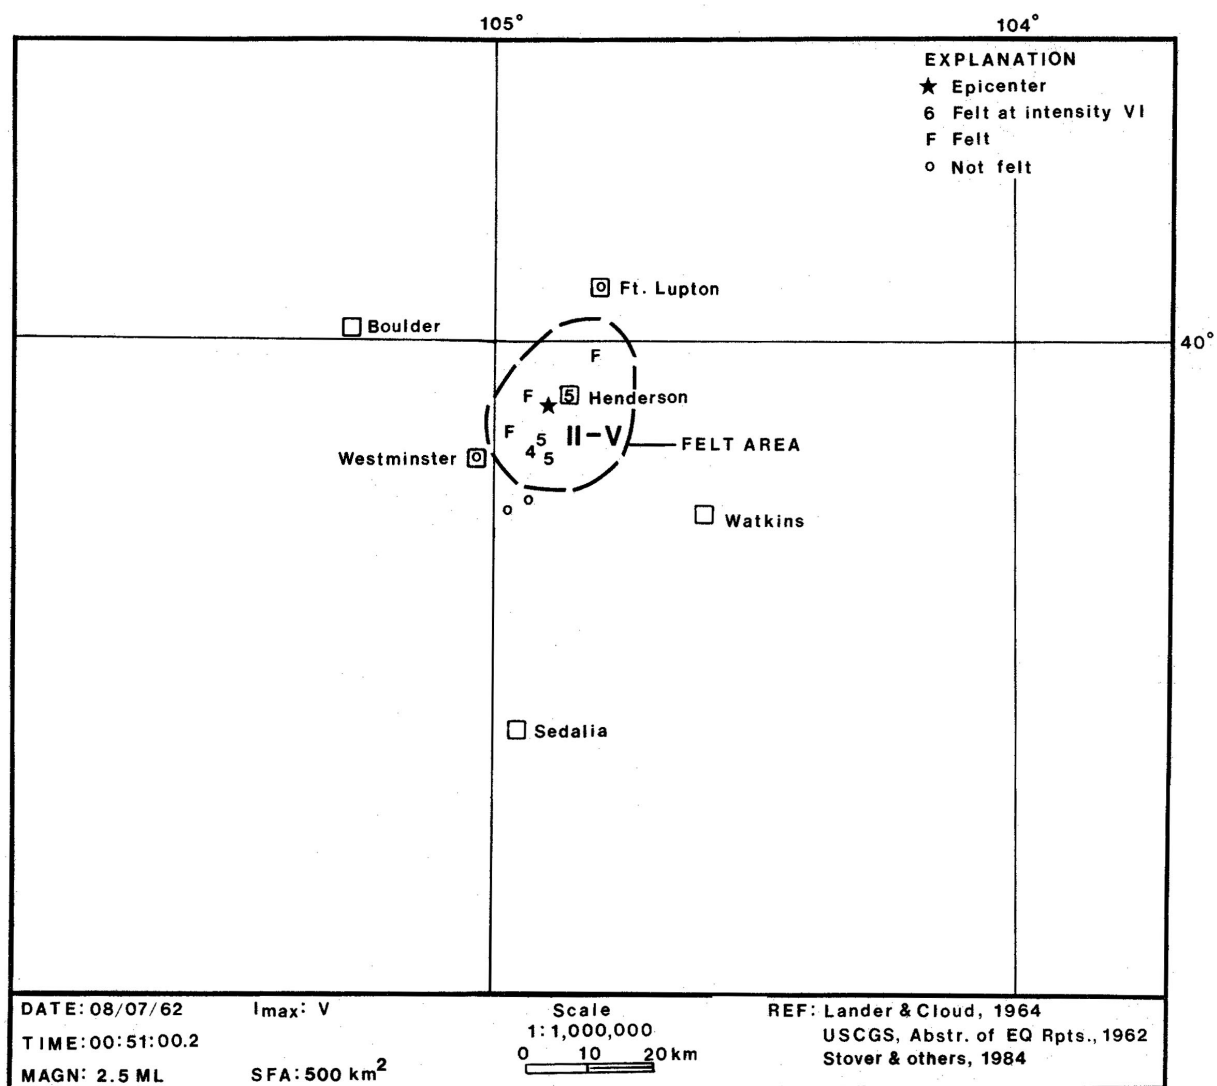 105°
104°
EXPLANATION
★ Epicenter
6 Felt at intensity VI
F Felt
o Not felt
o Ft. Lupton
Boulder
40°
F
F
5 Henderson
F
5
II–V
4
5
FELT AREA
Westminster o
o
o
Watkins
Sedalia
DATE: 08/07/62
Imax: V
Scale
REF: Lander & Cloud, 1964
1:1,000,000
USCGS, Abstr. of EQ Rpts., 1962
TIME:00:51:00.2
0 10 20 km
Stover & others, 1984
MAGN: 2.5 ML
SFA: 500 km²